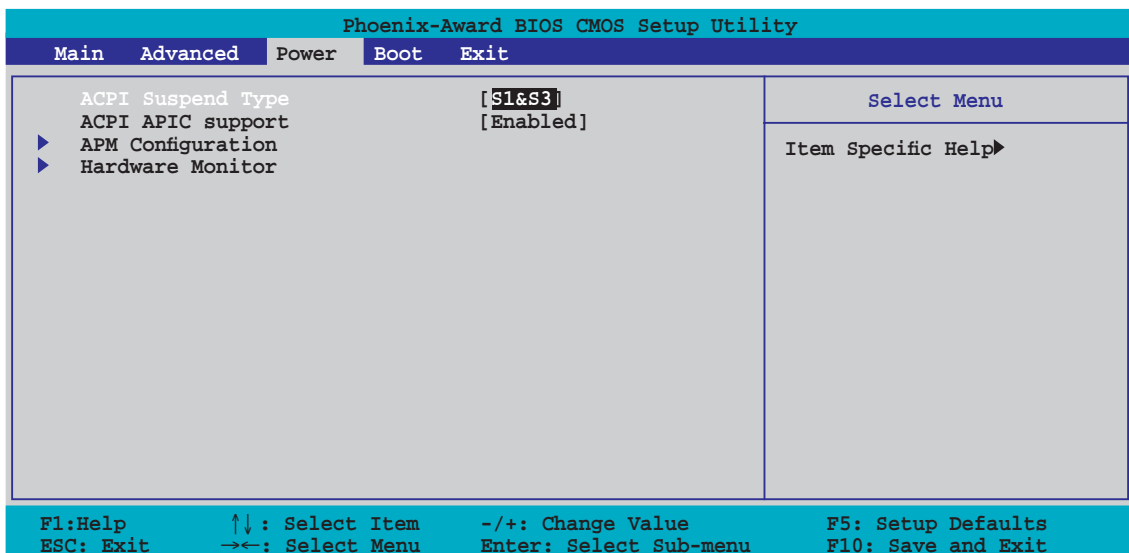 Phoenix-Award BIOS CMOS Setup Utility
Main Advanced Power Boot Exit
ACPI Suspend Type [S1&S3]
ACPI APIC support [Enabled]
APM Configuration
Hardware Monitor
Select Menu
Item Specific Help
F1:Help ↑↓: Select Item -/+: Change Value F5: Setup Defaults
ESC: Exit →←: Select Menu Enter: Select Sub-menu F10: Save and Exit